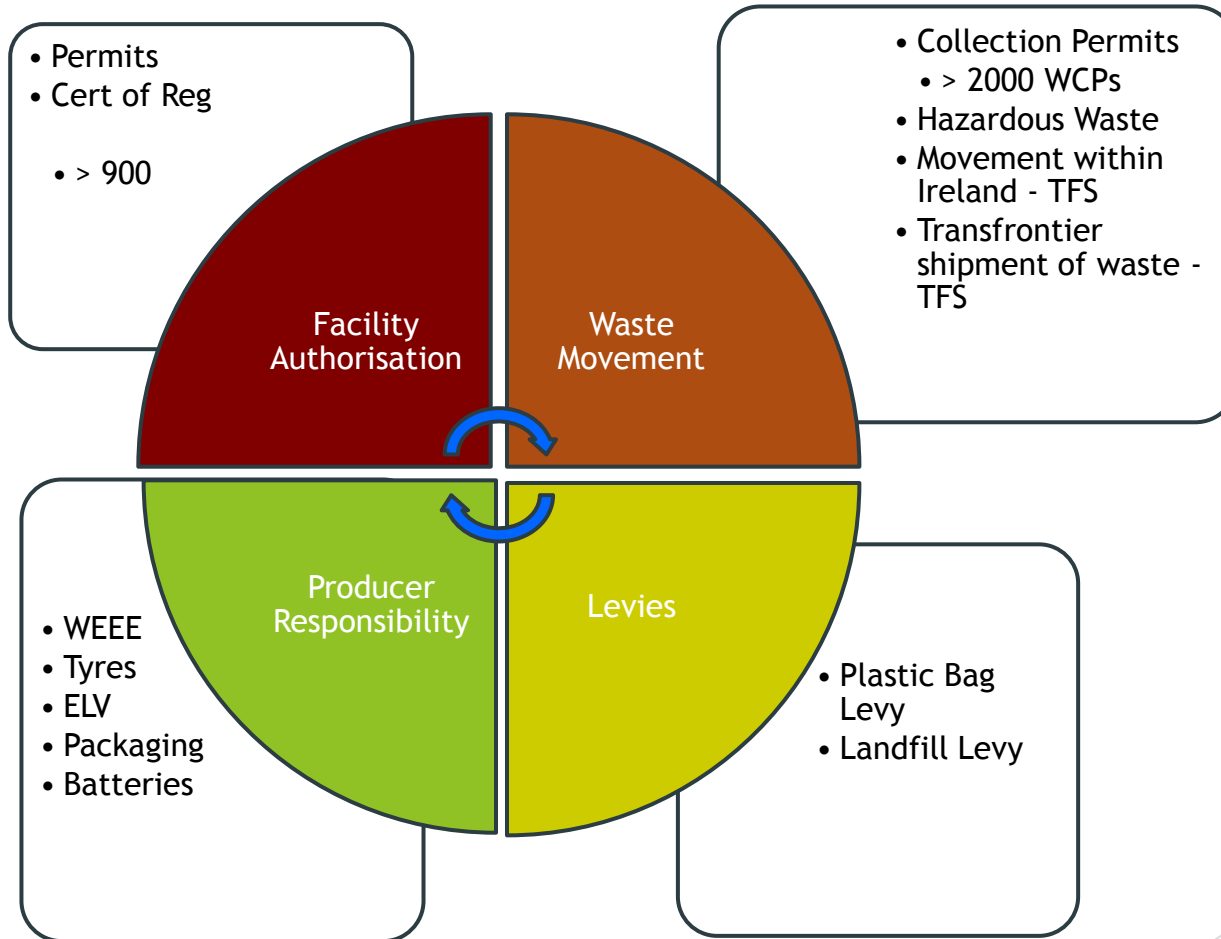 • Permits
• Cert of Reg
• > 900
• Collection Permits
• > 2000 WCPs
• Hazardous Waste
• Movement within
Ireland - TFS
• Transfrontier
shipment of waste -
TFS
Facility
Authorisation
Waste
Movement
Producer
Responsibility
Levies
• WEEE
• Tyres
• ELV
• Packaging
• Batteries
• Plastic Bag
Levy
• Landfill Levy